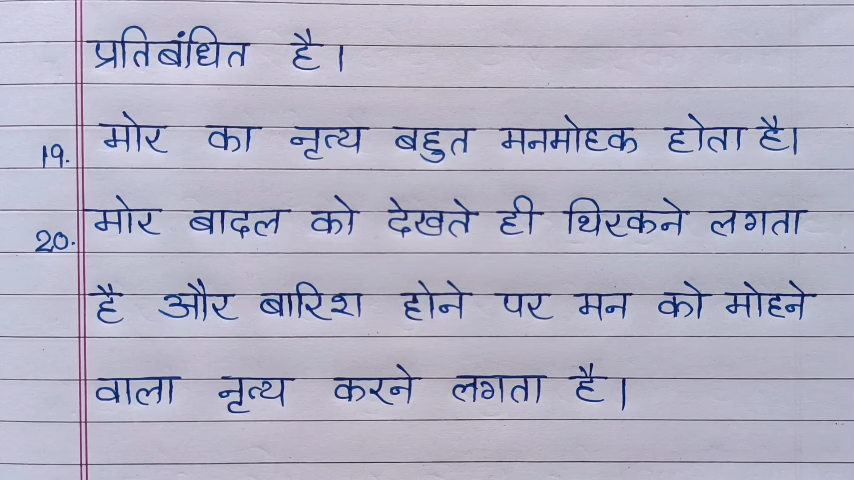 प्रतिबंधित है।
19. मोर का नृत्य बहुत मनमोहक होता है।
20. मोर बादल को देखते ही थिरकने लगता
है और बारिश होने पर मन को मोहने
वाला नृत्य करने लगता है।